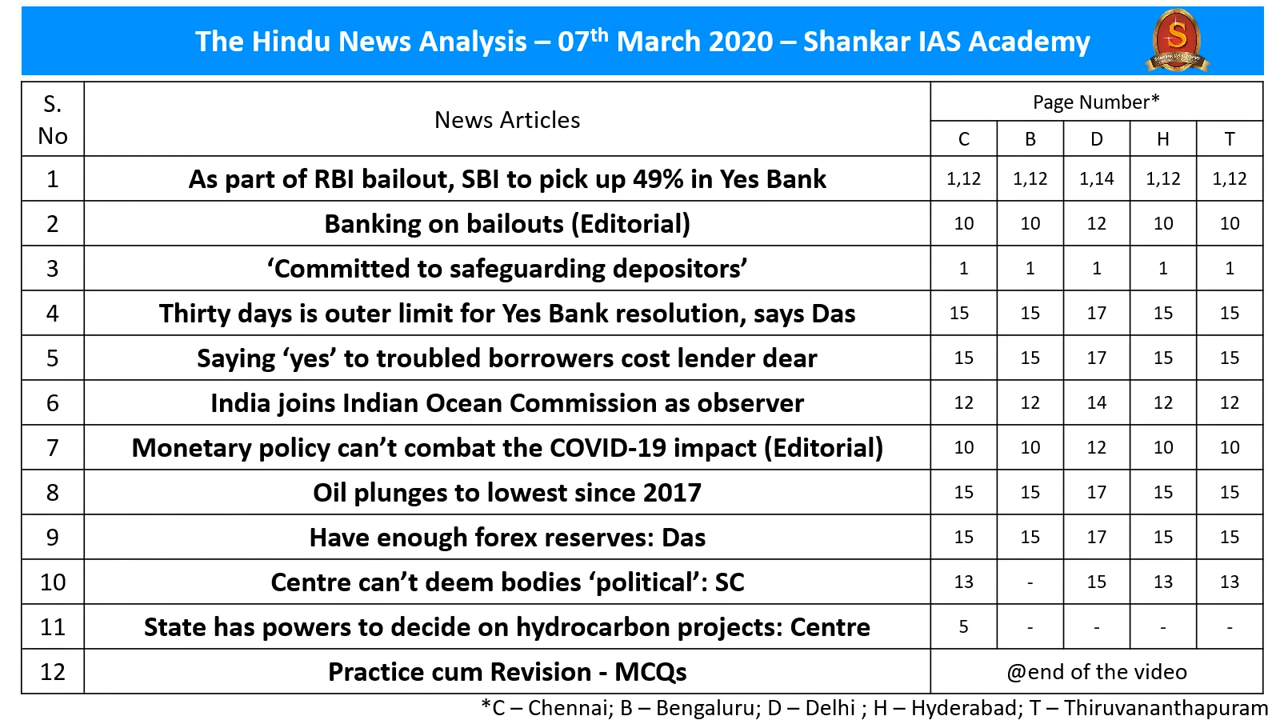 The Hindu News Analysis – 07th March 2020 – Shankar IAS Academy
S. No News Articles Page Number*
C B D H T
1 As part of RBI bailout, SBI to pick up 49% in Yes Bank 1,12 1,12 1,14 1,12 1,12
2 Banking on bailouts (Editorial) 10 10 12 10 10
3 ‘Committed to safeguarding depositors’ 1 1 1 1 1
4 Thirty days is outer limit for Yes Bank resolution, says Das 15 15 17 15 15
5 Saying ‘yes’ to troubled borrowers cost lender dear 15 15 17 15 15
6 India joins Indian Ocean Commission as observer 12 12 14 12 12
7 Monetary policy can’t combat the COVID-19 impact (Editorial) 10 10 12 10 10
8 Oil plunges to lowest since 2017 15 15 17 15 15
9 Have enough forex reserves: Das 15 15 17 15 15
10 Centre can’t deem bodies ‘political’: SC 13 - 15 13 13
11 State has powers to decide on hydrocarbon projects: Centre 5 - - - -
12 Practice cum Revision - MCQs @end of the video
*C – Chennai; B – Bengaluru; D – Delhi ; H – Hyderabad; T – Thiruvananthapuram